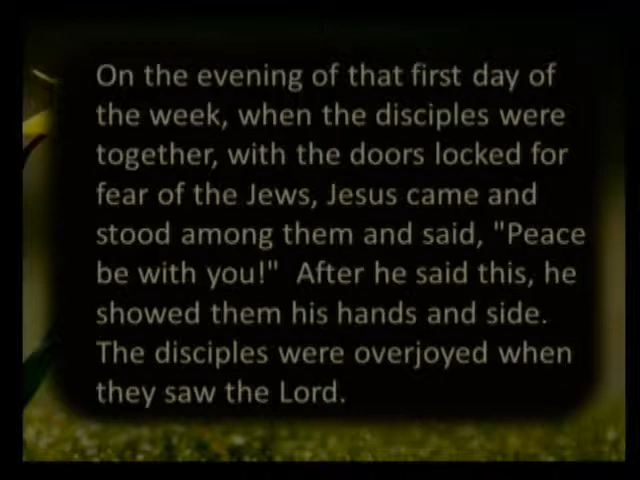 On the evening of that first day of
the week, when the disciples were
together, with the doors locked for
fear of the Jews, Jesus came and
stood among them and said, "Peace
be with you!"  After he said this, he
showed them his hands and side.
The disciples were overjoyed when
they saw the Lord.